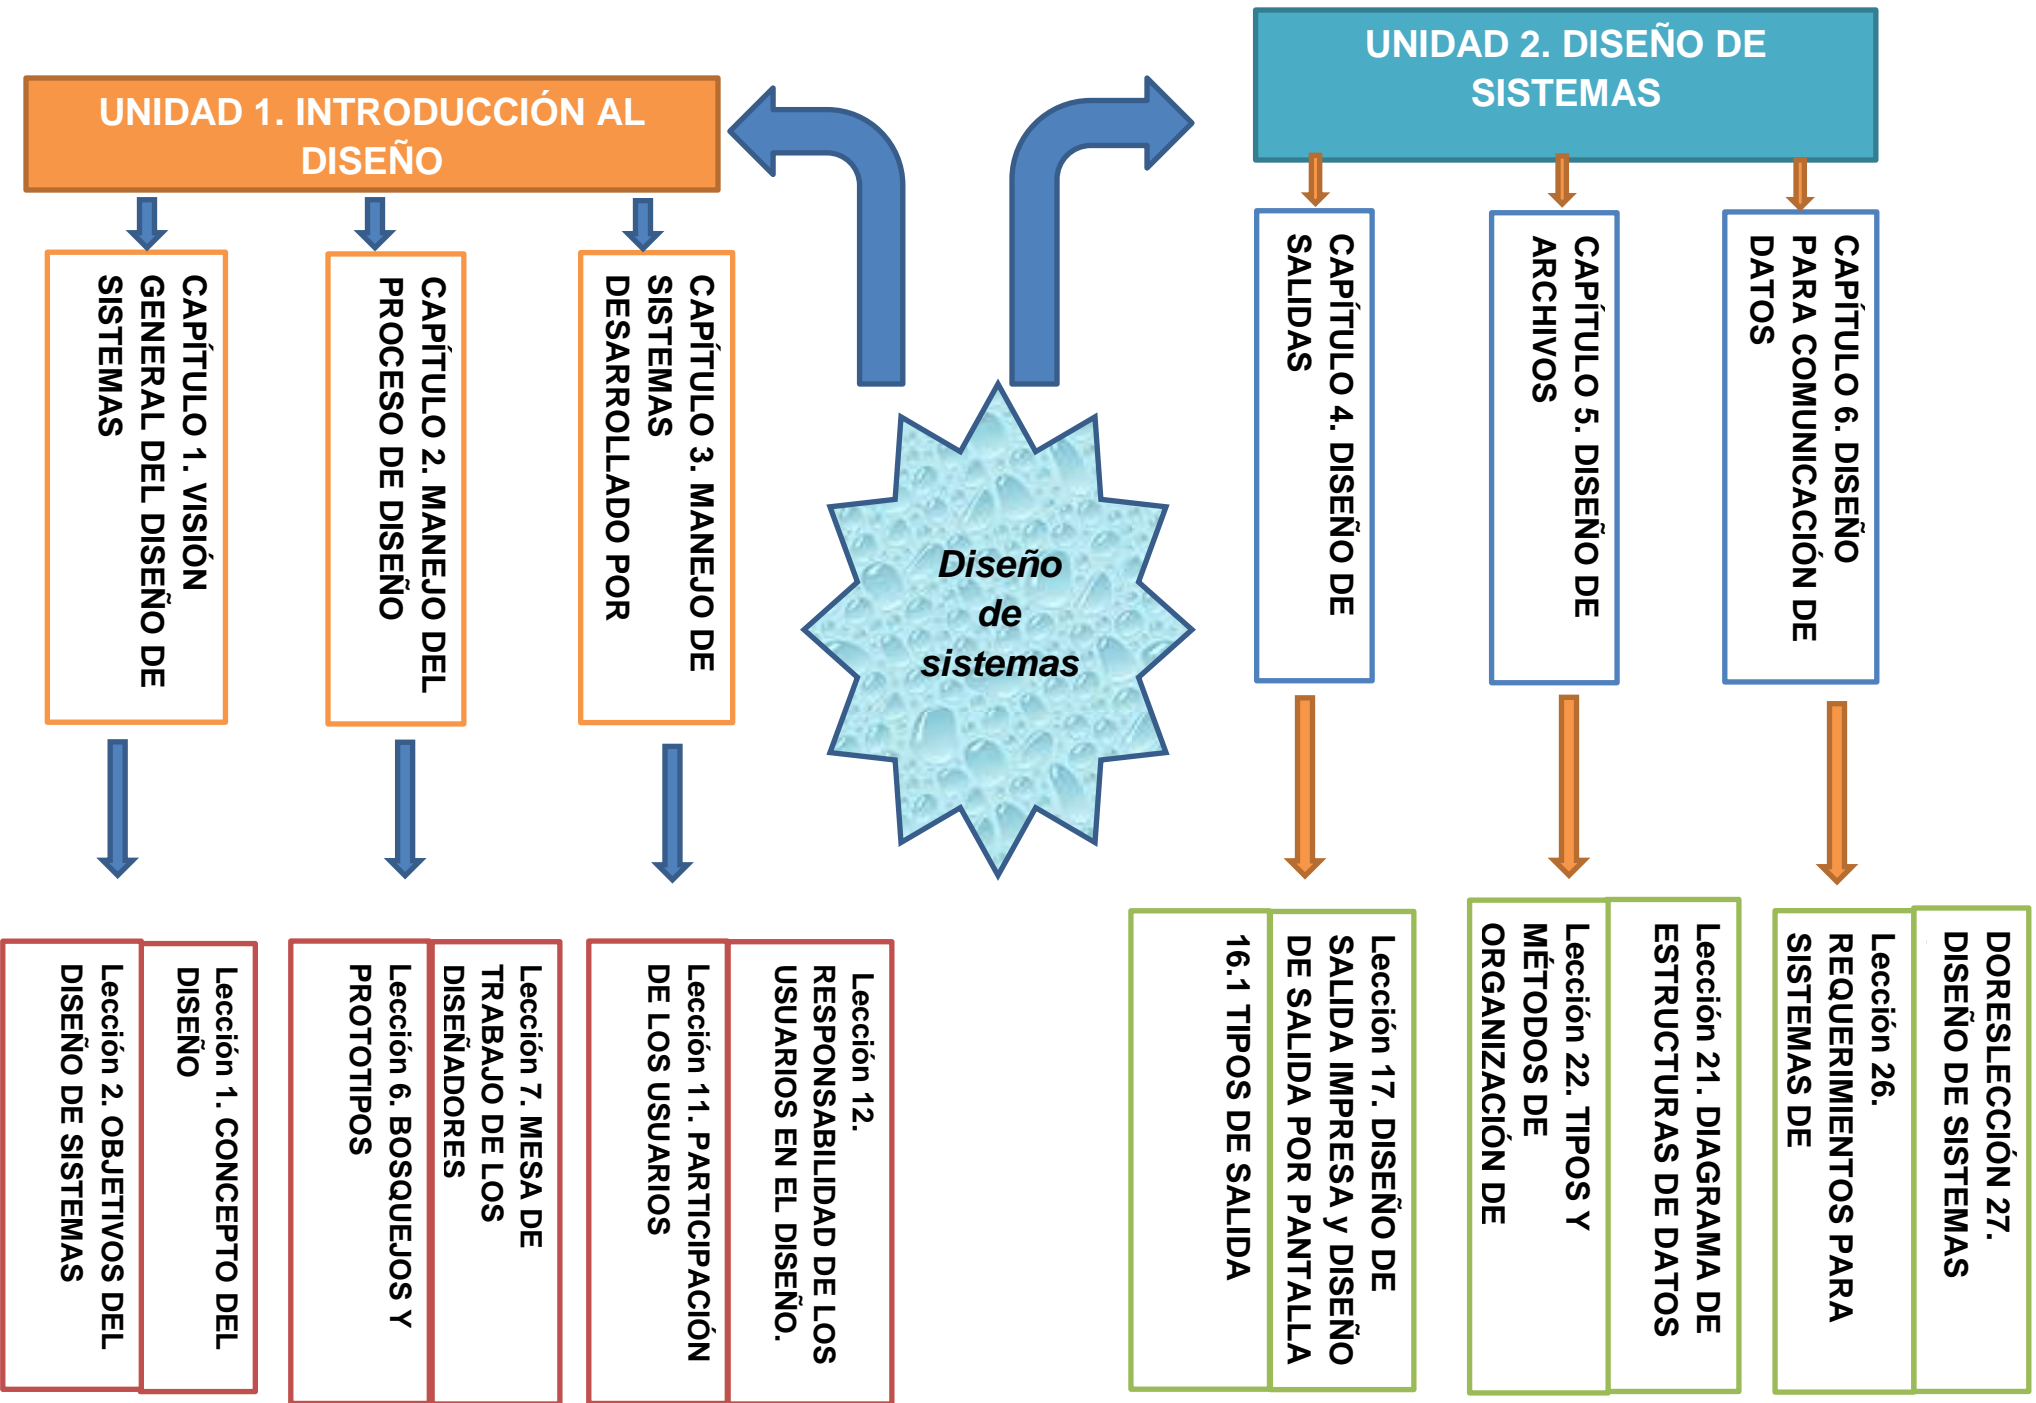 UNIDAD 1. INTRODUCCIÓN AL
DISEÑO
CAPÍTULO 1. VISIÓN
GENERAL DEL DISEÑO DE
SISTEMAS
CAPÍTULO 2. MANEJO DEL
PROCESO DE DISEÑO
CAPÍTULO 3. MANEJO DE
SISTEMAS
DESARROLLADO POR
Lección 2. OBJETIVOS DEL
DISEÑO DE SISTEMAS
Lección 1. CONCEPTO DEL
DISEÑO
Lección 6. BOSQUEJOS Y
PROTOTIPOS
Lección 7. MESA DE
TRABAJO DE LOS
DISEÑADORES
Lección 11. PARTICIPACIÓN
DE LOS USUARIOS
Lección 12.
RESPONSABILIDAD DE LOS
USUARIOS EN EL DISEÑO.
Diseño
de
sistemas
UNIDAD 2. DISEÑO DE
SISTEMAS
CAPÍTULO 4. DISEÑO DE
SALIDAS
CAPÍTULO 5. DISEÑO DE
ARCHIVOS
CAPÍTULO 6. DISEÑO
PARA COMUNICACIÓN DE
DATOS
16.1 TIPOS DE SALIDA
Lección 17. DISEÑO DE
SALIDA IMPRESA y DISEÑO
DE SALIDA POR PANTALLA
Lección 22. TIPOS Y
MÉTODOS DE
ORGANIZACIÓN DE
Lección 21. DIAGRAMA DE
ESTRUCTURAS DE DATOS
Lección 26.
REQUERIMIENTOS PARA
SISTEMAS DE
DORESLECCIÓN 27.
DISEÑO DE SISTEMAS